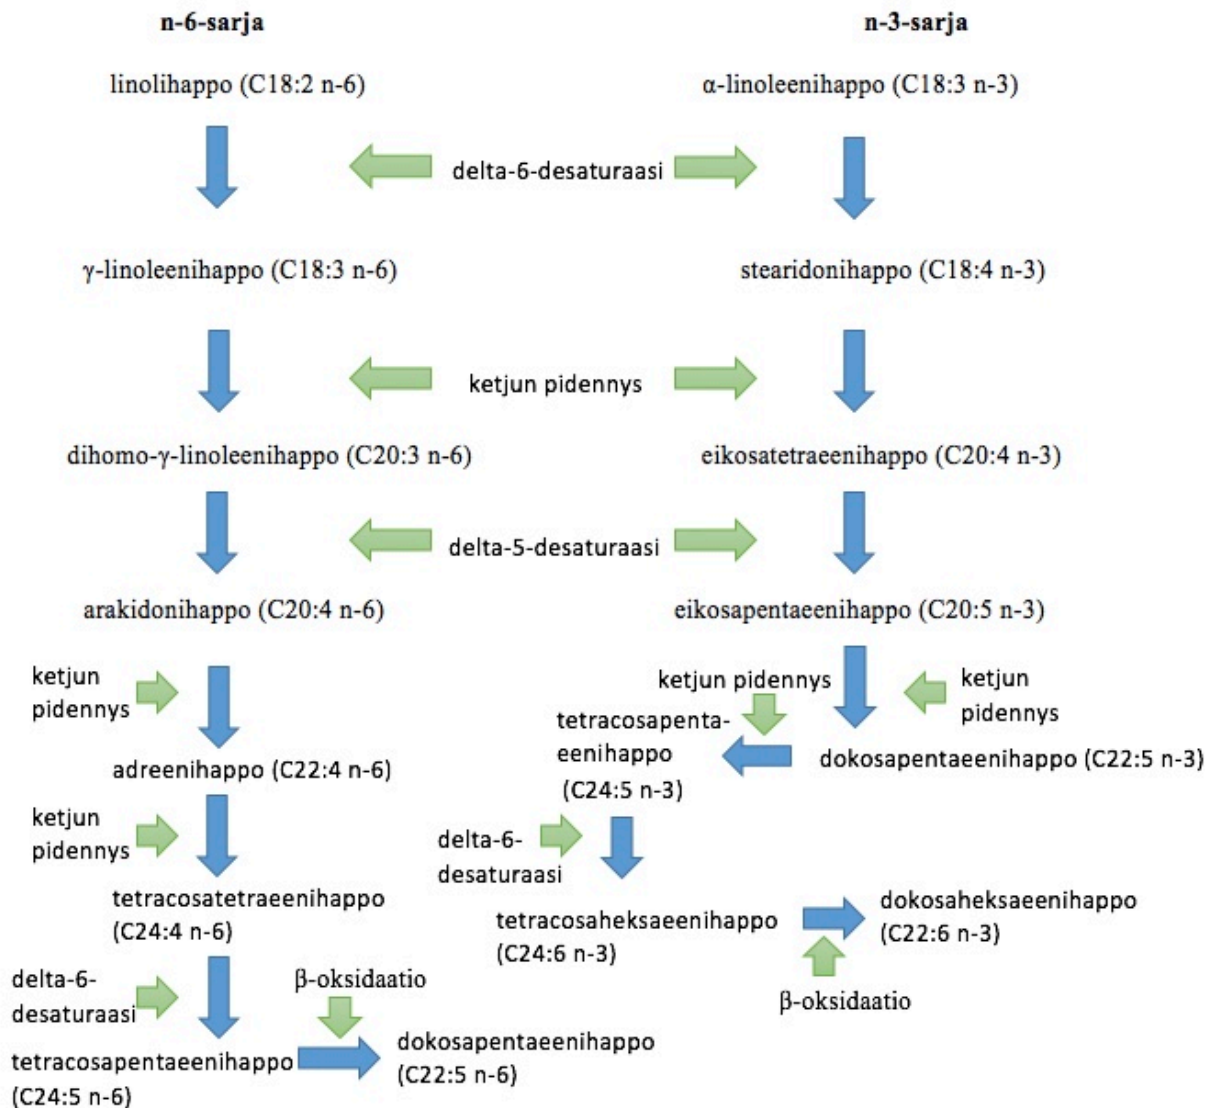 n-6-sarja
n-3-sarja
linolihappo (C18:2 n-6)
α-linoleenihappo (C18:3 n-3)
delta-6-desaturaasi
γ-linoleenihappo (C18:3 n-6)
stearidonihappo (C18:4 n-3)
ketjun pidennys
dihomo-γ-linoleenihappo (C20:3 n-6)
eikosatetraeenihappo (C20:4 n-3)
delta-5-desaturaasi
arakidonihappo (C20:4 n-6)
eikosapentaeenihappo (C20:5 n-3)
ketjun
pidennys
ketjun pidennys
ketjun
pidennys
tetracosapenta-
eenihappo
(C24:5 n-3)
dokosapentaeenihappo (C22:5 n-3)
adreenihappo (C22:4 n-6)
ketjun
pidennys
delta-6-
desaturaasi
tetracosatetraeenihappo
(C24:4 n-6)
tetracosaheksaeenihappo
(C24:6 n-3)
dokosaheksaeenihappo
(C22:6 n-3)
β-oksidaatio
delta-6-
desaturaasi
β-oksidaatio
tetracosapentaeenihappo
(C24:5 n-6)
dokosapentaeenihappo
(C22:5 n-6)